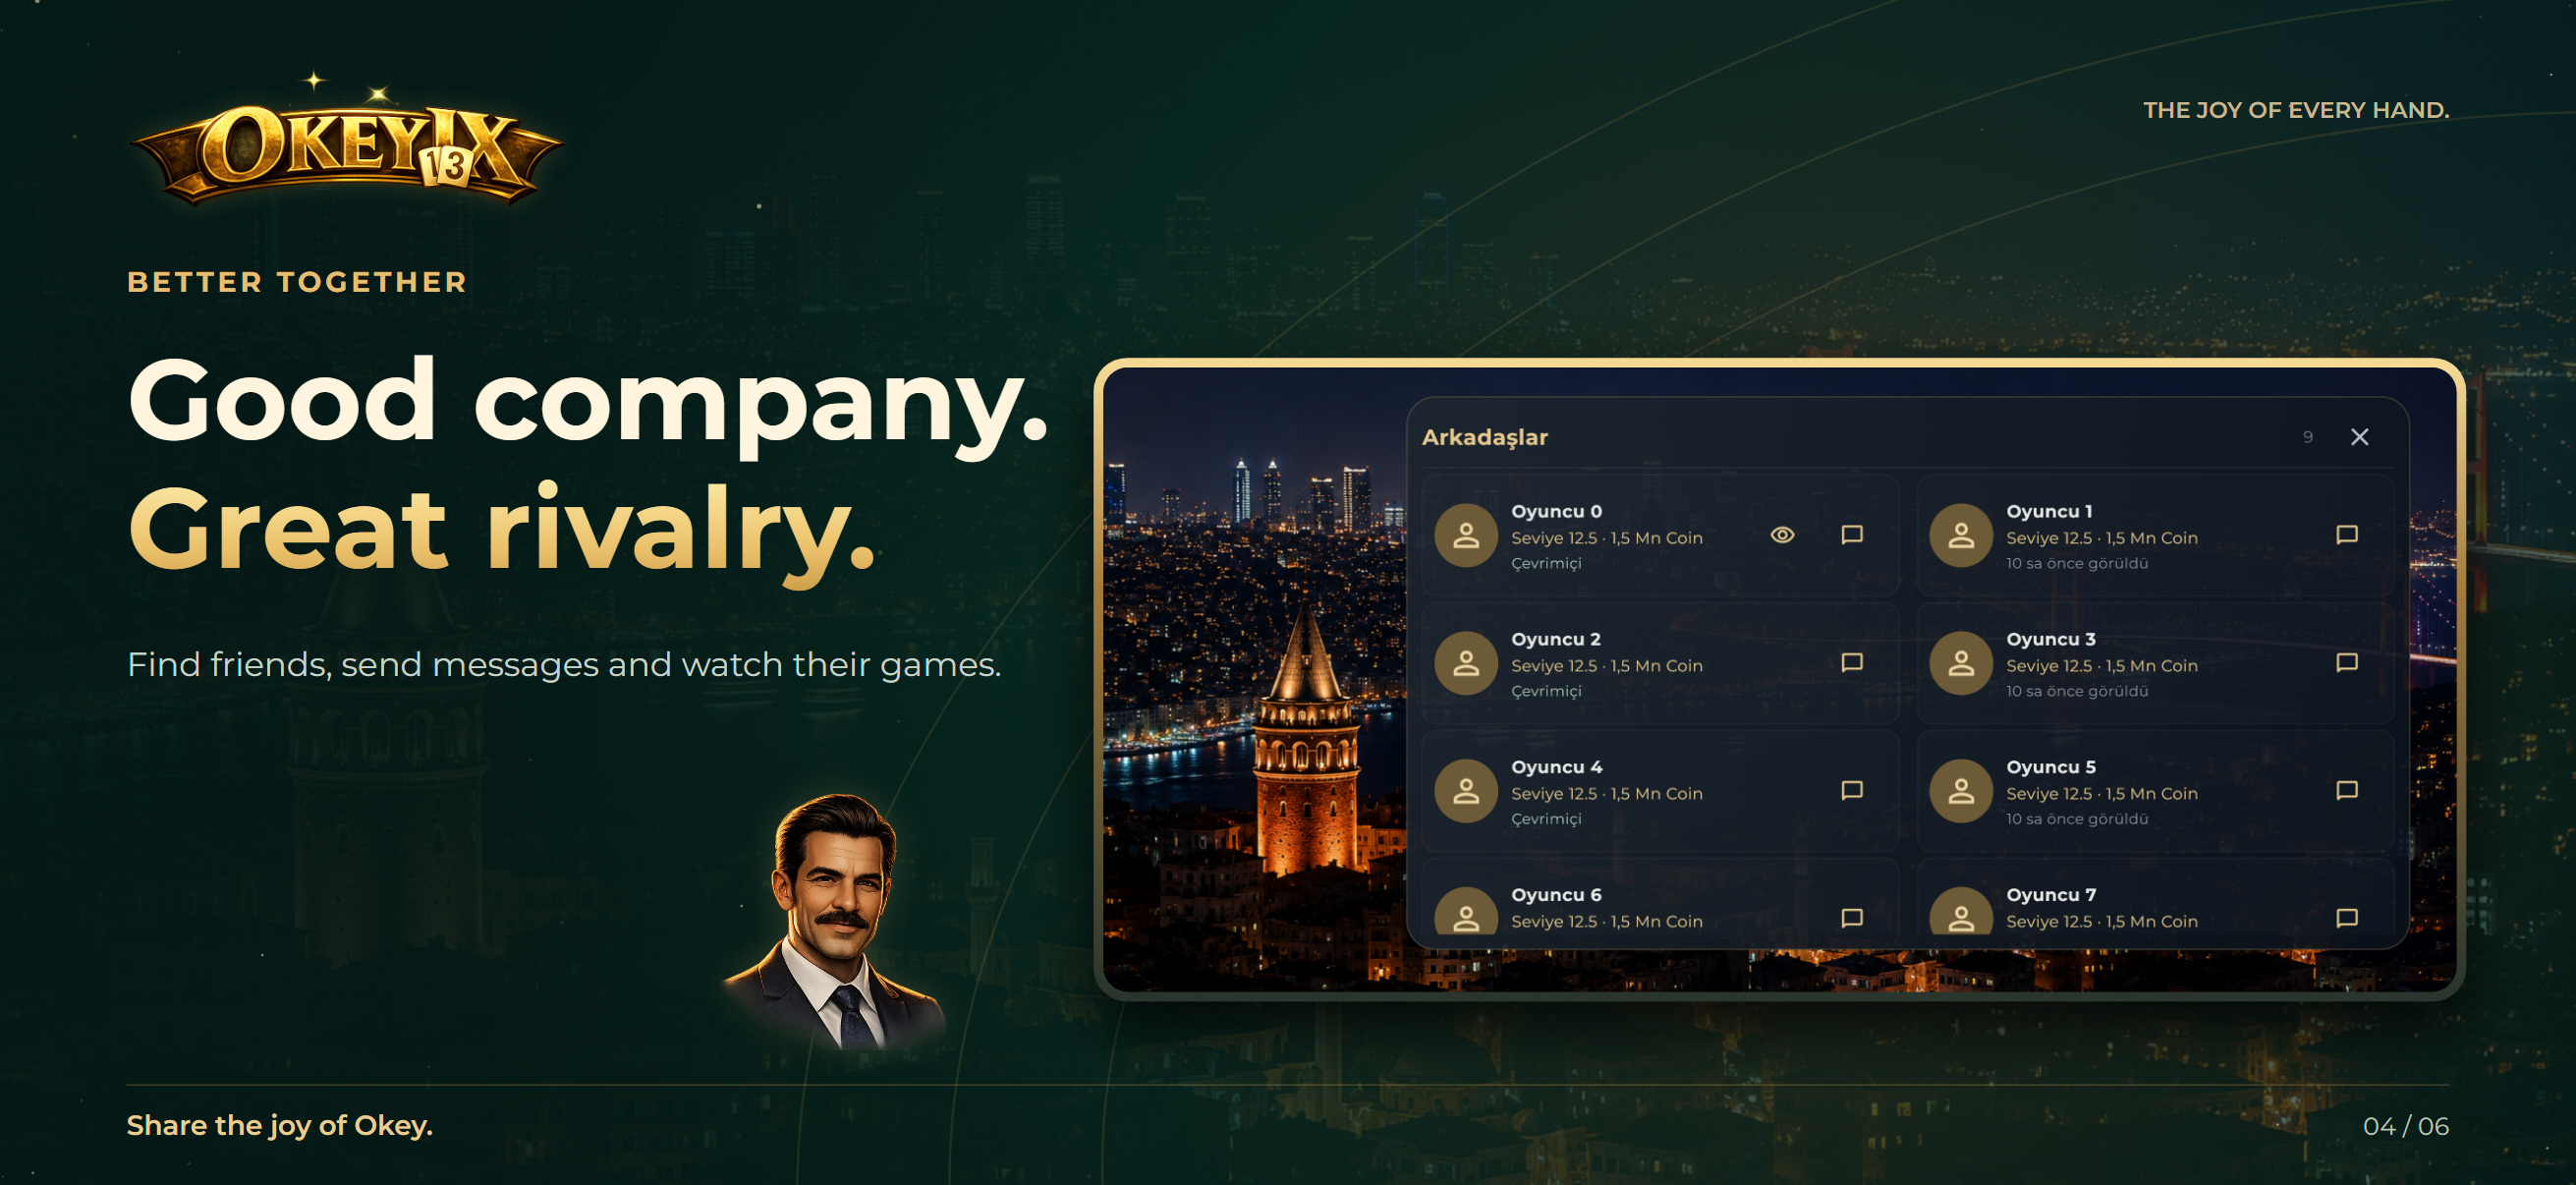 OKEYIX
13
THE JOY OF EVERY HAND.
BETTER TOGETHER
Good company.
Great rivalry.
Find friends, send messages and watch their games.
Arkadaşlar
9
Oyuncu 0
Seviye 12.5 · 1,5 Mn Coin
Çevrimiçi
Oyuncu 1
Seviye 12.5 · 1,5 Mn Coin
10 sa önce görüldü
Oyuncu 2
Seviye 12.5 · 1,5 Mn Coin
Çevrimiçi
Oyuncu 3
Seviye 12.5 · 1,5 Mn Coin
10 sa önce görüldü
Oyuncu 4
Seviye 12.5 · 1,5 Mn Coin
Çevrimiçi
Oyuncu 5
Seviye 12.5 · 1,5 Mn Coin
10 sa önce görüldü
Oyuncu 6
Seviye 12.5 · 1,5 Mn Coin
Oyuncu 7
Seviye 12.5 · 1,5 Mn Coin
Share the joy of Okey.
04 / 06